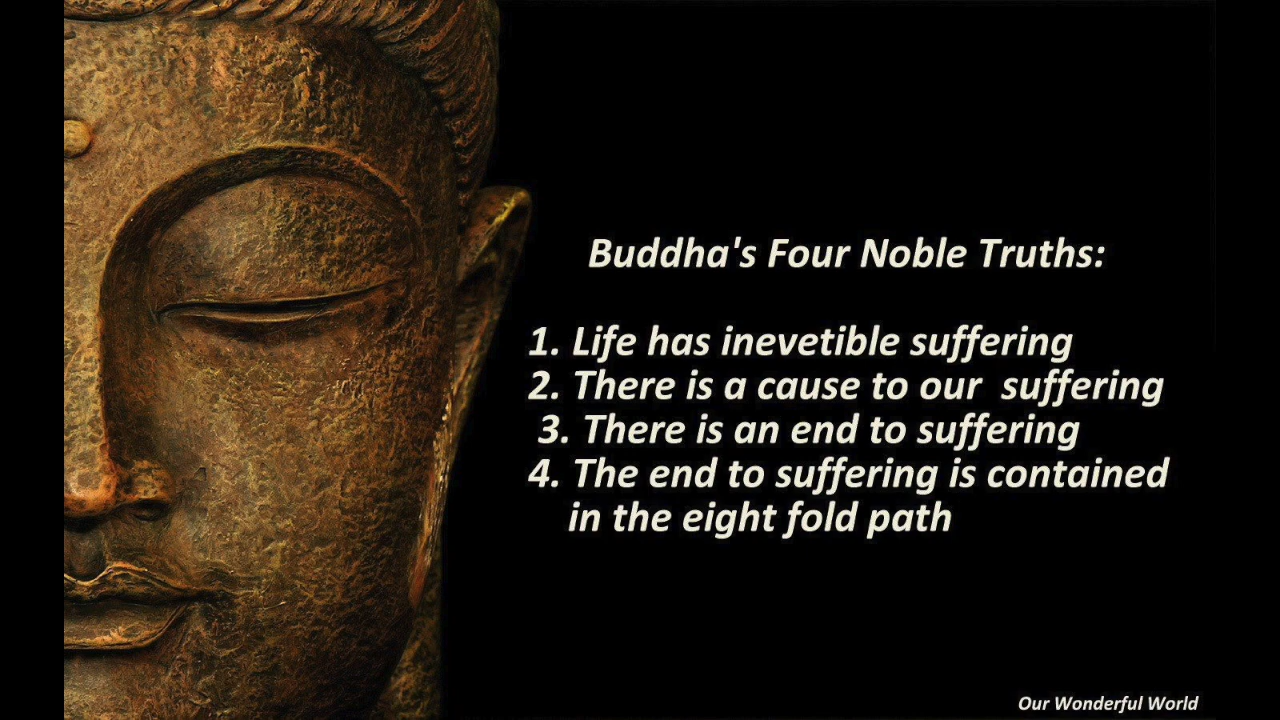 Buddha's Four Noble Truths:
1. Life has inevetible suffering
2. There is a cause to our  suffering
3. There is an end to suffering
4. The end to suffering is contained
in the eight fold path
Our Wonderful World